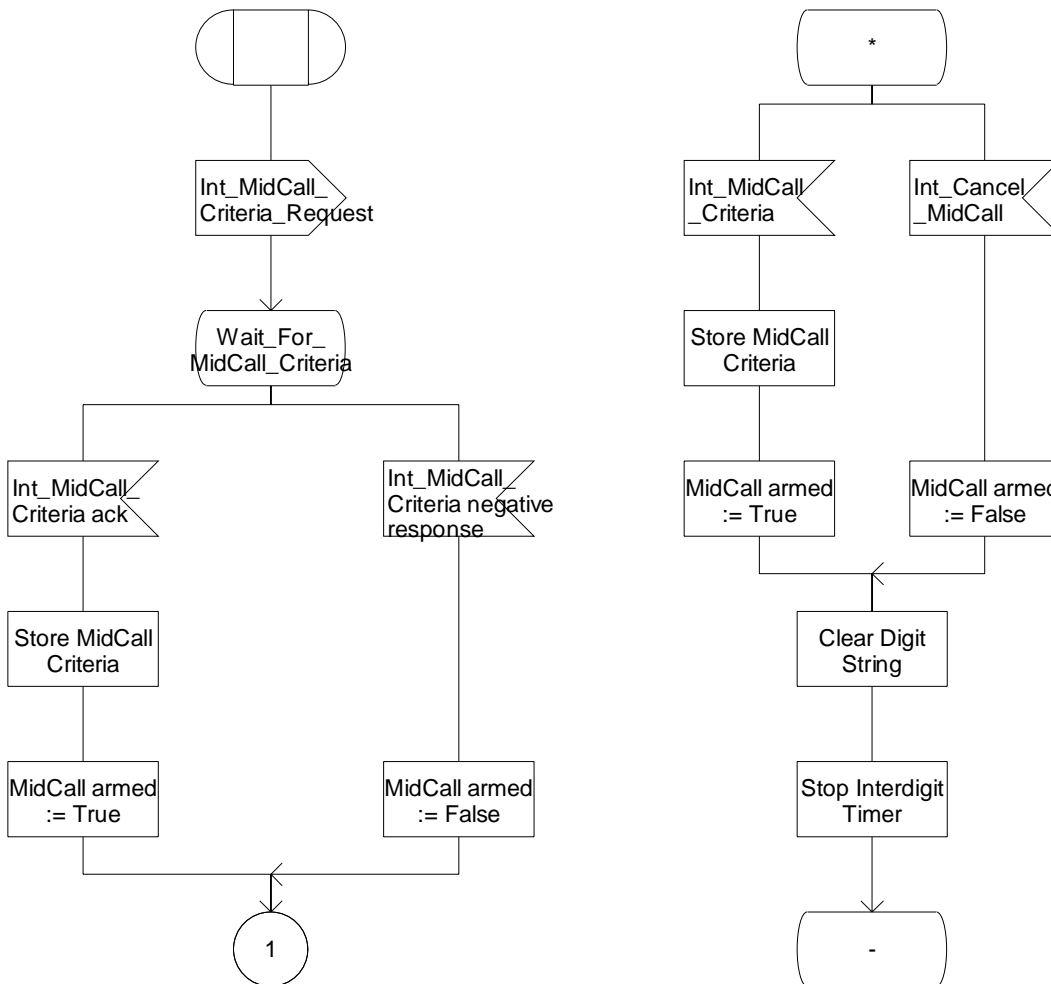 Int_MidCall_
Criteria_Request
Wait_For_
MidCall_Criteria
Int_MidCall_
Criteria ack
Int_MidCall_
Criteria negative
response
Store MidCall
Criteria
MidCall armed
:= True
MidCall armed
:= False
1
*
Int_MidCall
_Criteria
Int_Cancel
_MidCall
Store MidCall
Criteria
MidCall armed
:= True
MidCall armed
:= False
Clear Digit
String
Stop Interdigit
Timer
-